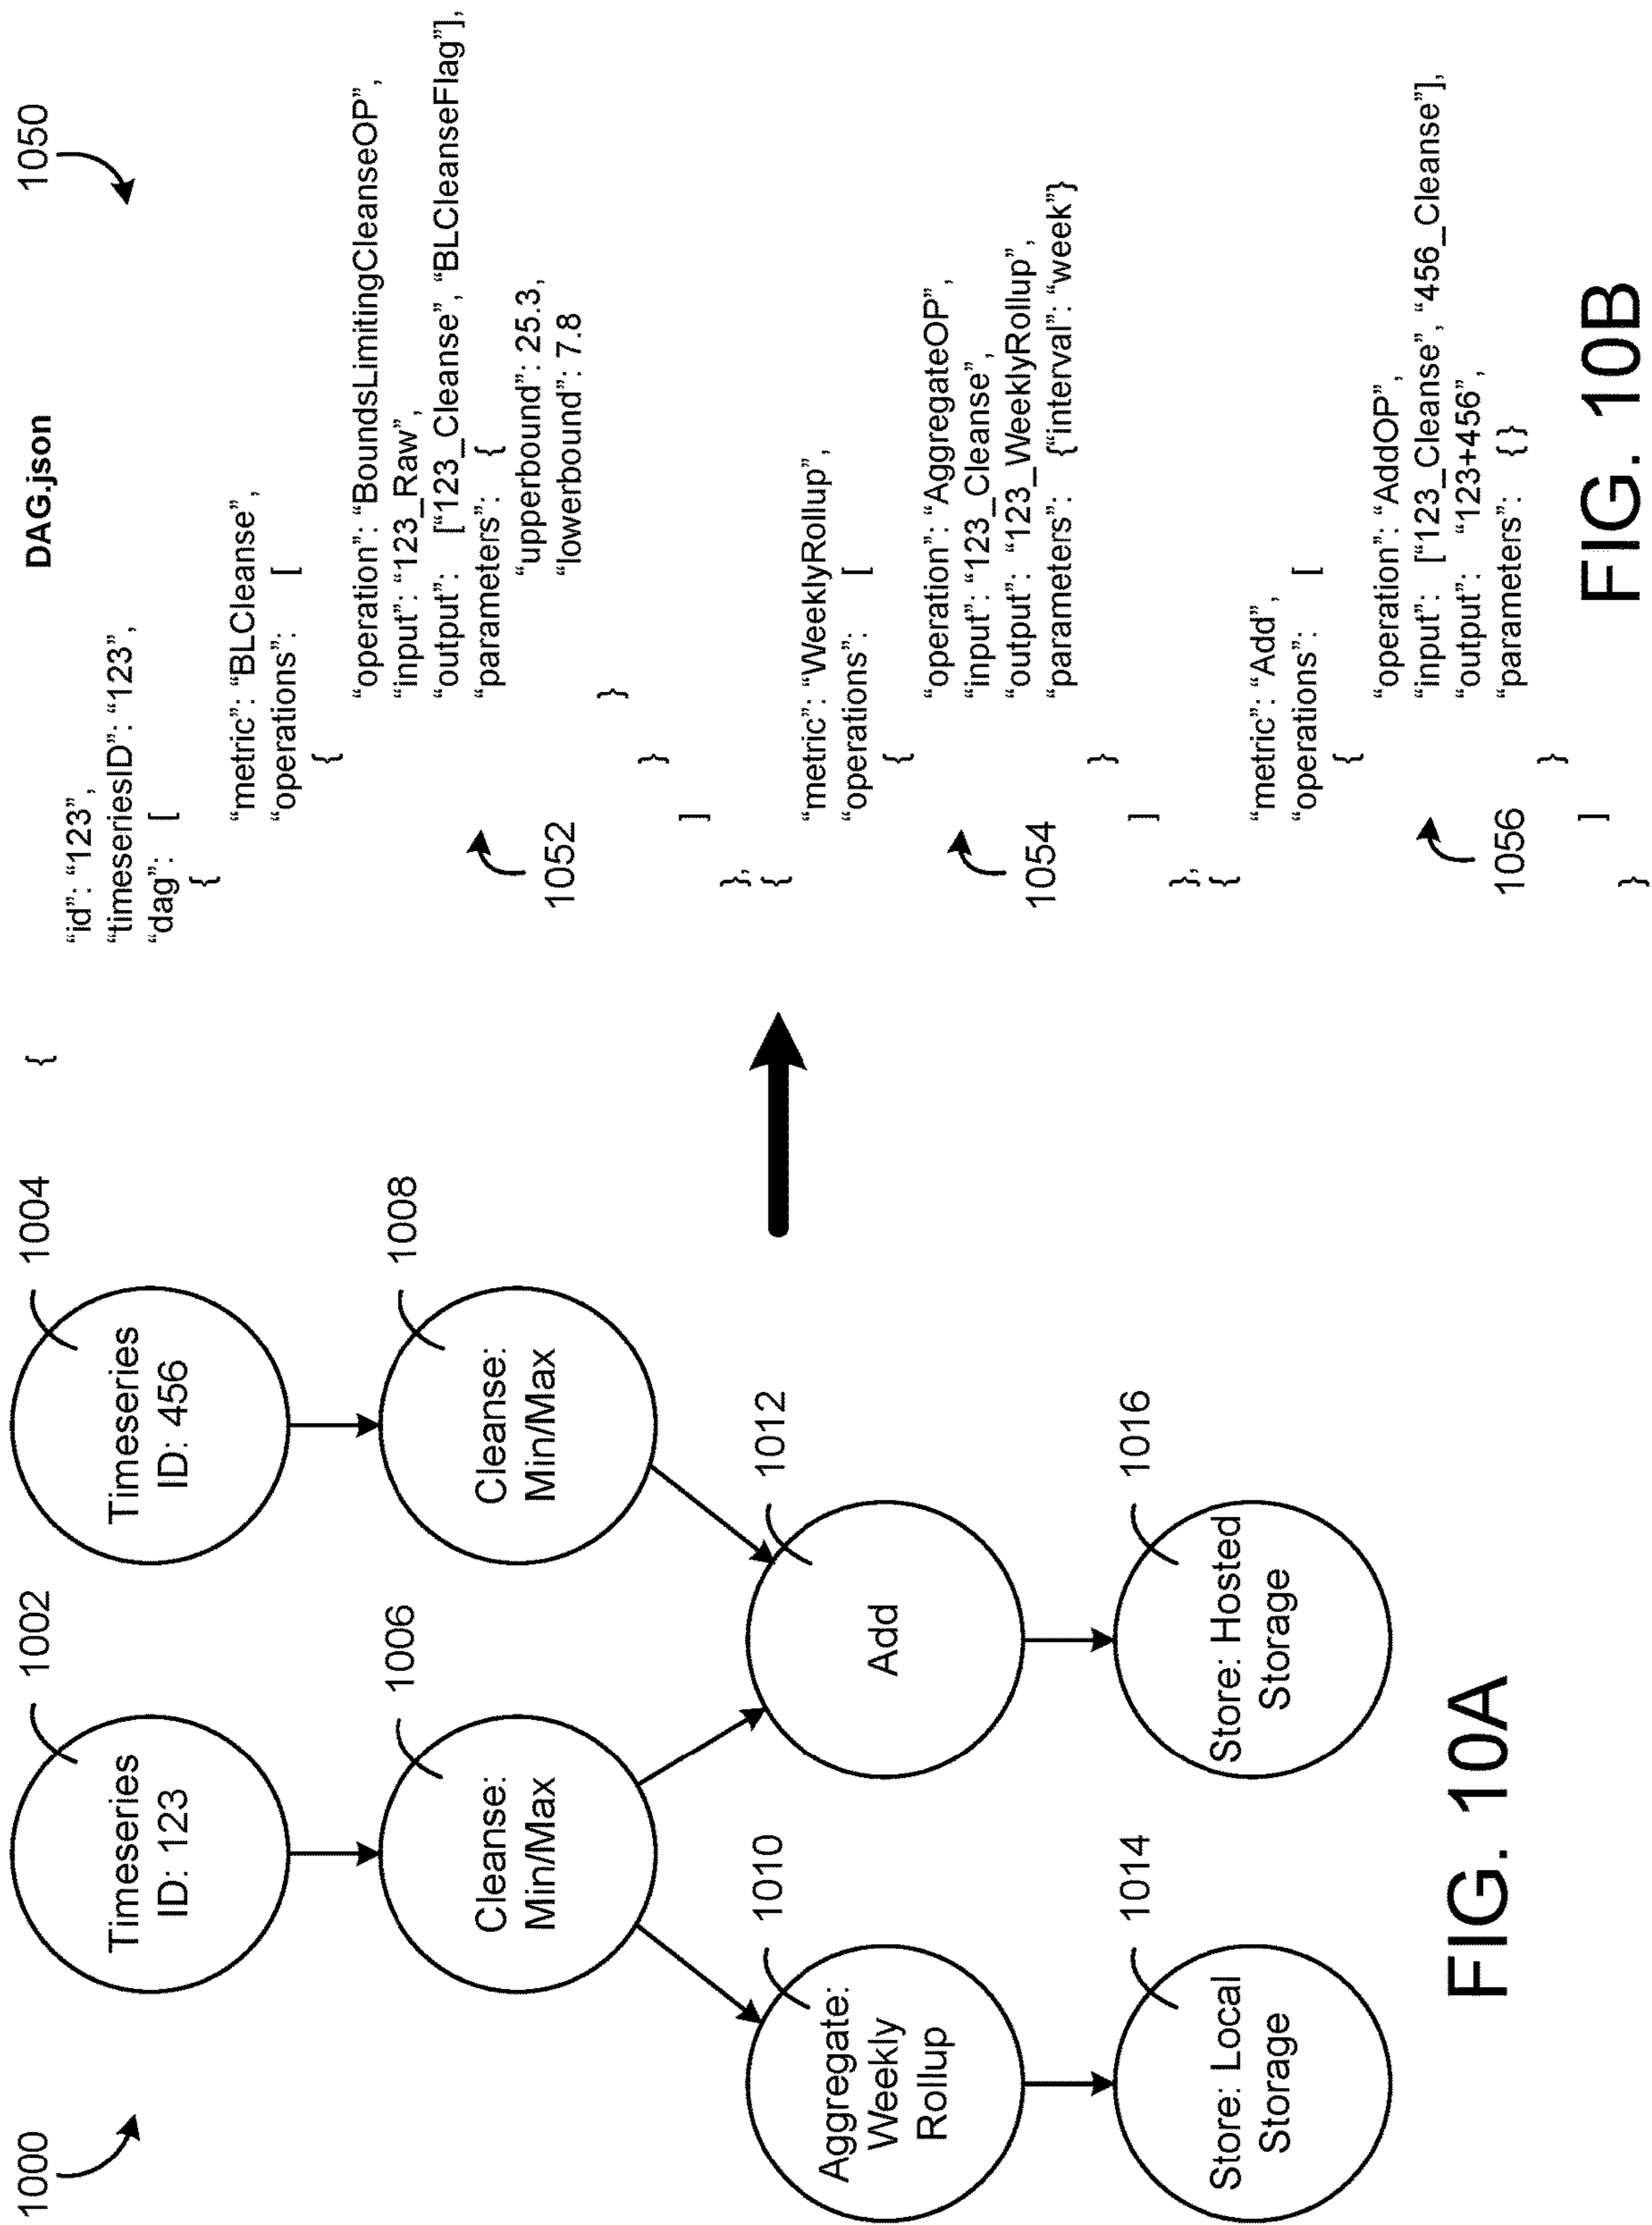 1000
1002
1004
Timeseries
ID: 123
Timeseries
ID: 456
1006
1008
Cleanse:
Min/Max
Cleanse:
Min/Max
1010
1012
Aggregate:
Weekly
Rollup
Add
1014
1016
Store: Local
Storage
Store: Hosted
Storage
FIG. 10A
DAG.json
1050
{
“id”: “123”,
“timeseriesID”: “123”,
“dag”: [
{
“metric”: “BLCleanse”,
“operations”: [
{
“operation”: “BoundsLimitingCleanseOP”,
“input”: “123_Raw”,
“output”: [“123_Cleanse”, “BLCleanseFlag”],
“parameters”: {
“upperbound”: 25.3,
“lowerbound”: 7.8
}
}
]
1052
},
{
“metric”: “WeeklyRollup”,
“operations”: [
{
“operation”: “AggregateOP”,
“input”: “123_Cleanse”,
“output”: “123_WeeklyRollup”,
“parameters”: {“interval”: “week”}
}
]
1054
},
{
“metric”: “Add”,
“operations”: [
{
“operation”: “AddOP”,
“input”: [“123_Cleanse”, “456_Cleanse”],
“output”: “123+456”,
“parameters”: {}
}
]
1056
}
FIG. 10B